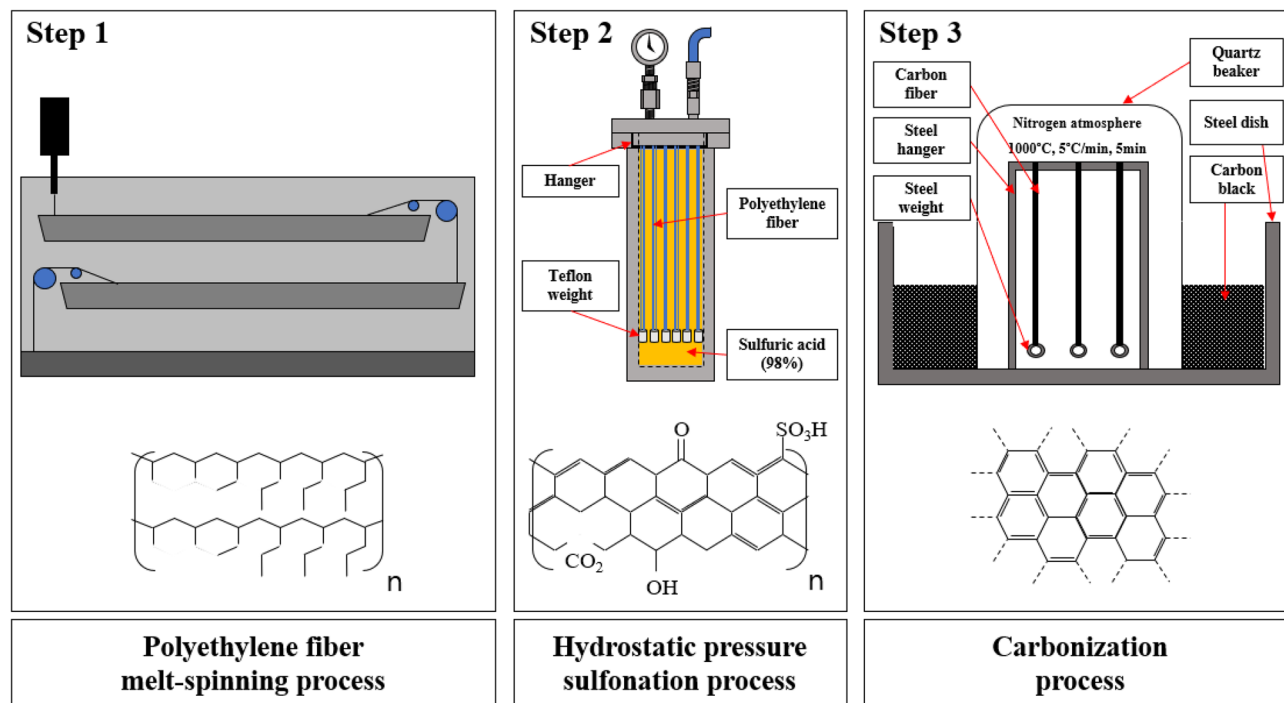 Step 1
n
Polyethylene fiber
melt-spinning process
Step 2
Hanger
Polyethylene
fiber
Teflon
weight
Sulfuric acid
(98%)
O
SO₃H
CO₂
OH
n
Hydrostatic pressure
sulfonation process
Step 3
Carbon
fiber
Quartz
beaker
Steel
hanger
Nitrogen atmosphere
1000°C, 5°C/min, 5min
Steel dish
Steel
weight
Carbon
black
Carbonization
process